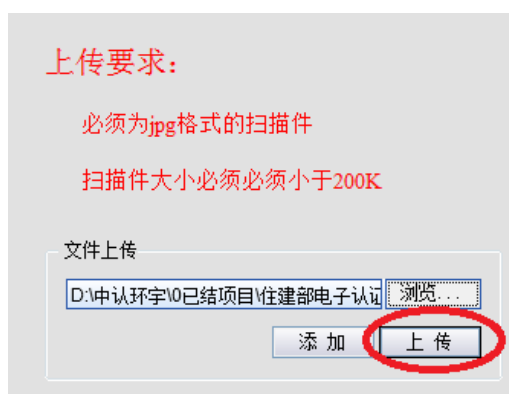 上传要求：
必须为jpg格式的扫描件
扫描件大小必须必须小于200K
文件上传
D:\中认环宇\0已结项目\住建部电子认证 浏览...
添 加 上 传